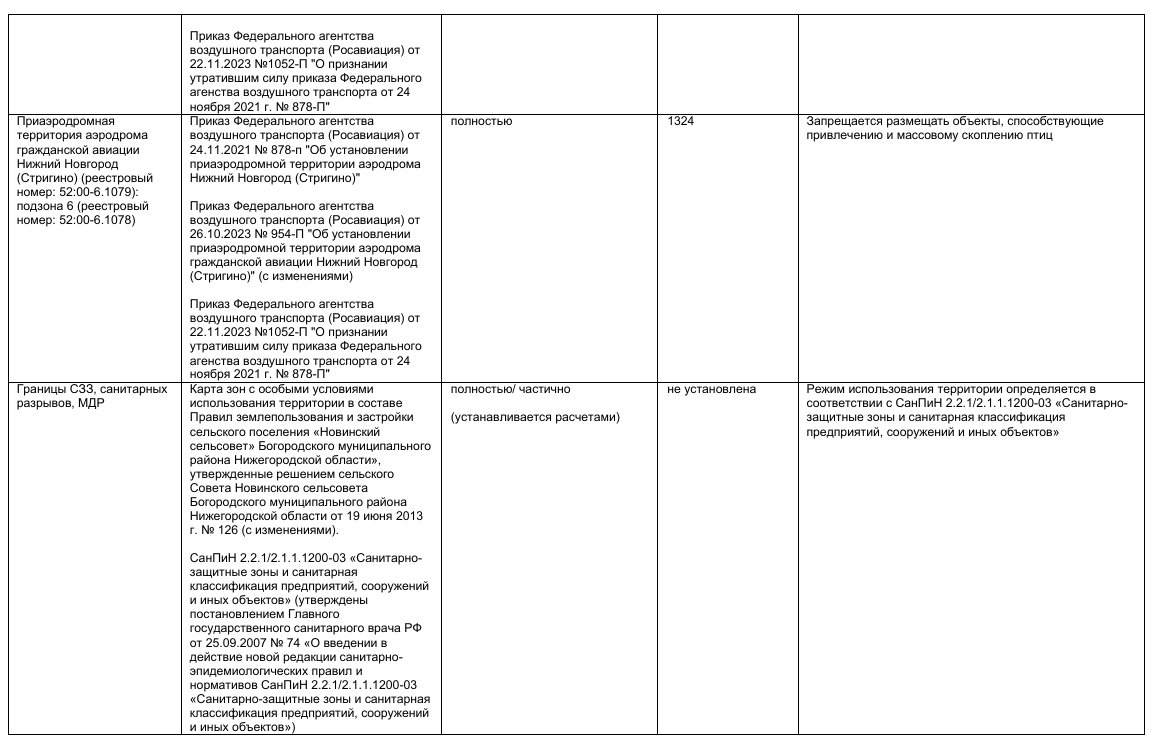 Приказ Федерального агентства
воздушного транспорта (Росавиация) от
22.11.2023 №1052-П "О признании
утратившим силу приказа Федерального
агенства воздушного транспорта от 24
ноября 2021 г. № 878-П"
Приаэродромная
территория аэродрома
гражданской авиации
Нижний Новгород
(Стригино) (реестровый
номер: 52:00-6.1079):
подзона 6 (реестровый
номер: 52:00-6.1078)
Приказ Федерального агентства
воздушного транспорта (Росавиация) от
24.11.2021 № 878-п "Об установлении
приаэродромной территории аэродрома
Нижний Новгород (Стригино)"
Приказ Федерального агентства
воздушного транспорта (Росавиация) от
26.10.2023 № 954-П "Об установлении
приаэродромной территории аэродрома
гражданской авиации Нижний Новгород
(Стригино)" (с изменениями)
Приказ Федерального агентства
воздушного транспорта (Росавиация) от
22.11.2023 №1052-П "О признании
утратившим силу приказа Федерального
агенства воздушного транспорта от 24
ноября 2021 г. № 878-П"
полностью
1324
Запрещается размещать объекты, способствующие
привлечению и массовому скоплению птиц
Границы СЗЗ, санитарных
разрывов, МДР
Карта зон с особыми условиями
использования территории в составе
Правил землепользования и застройки
сельского поселения «Новинский
сельсовет» Богородского муниципального
района Нижегородской области»,
утвержденные решением сельского
Совета Новинского сельсовета
Богородского муниципального района
Нижегородской области от 19 июня 2013
г. № 126 (с изменениями).
СанПиН 2.2.1/2.1.1.1200-03 «Санитарно-
защитные зоны и санитарная
классификация предприятий, сооружений
и иных объектов» (утверждены
постановлением Главного
государственного санитарного врача РФ
от 25.09.2007 № 74 «О введении в
действие новой редакции санитарно-
эпидемиологических правил и
нормативов СанПиН 2.2.1/2.1.1.1200-03
«Санитарно-защитные зоны и санитарная
классификация предприятий, сооружений
и иных объектов»)
полностью/ частично
(устанавливается расчетами)
не установлена
Режим использования территории определяется в
соответствии с СанПиН 2.2.1/2.1.1.1200-03 «Санитарно-
защитные зоны и санитарная классификация
предприятий, сооружений и иных объектов»